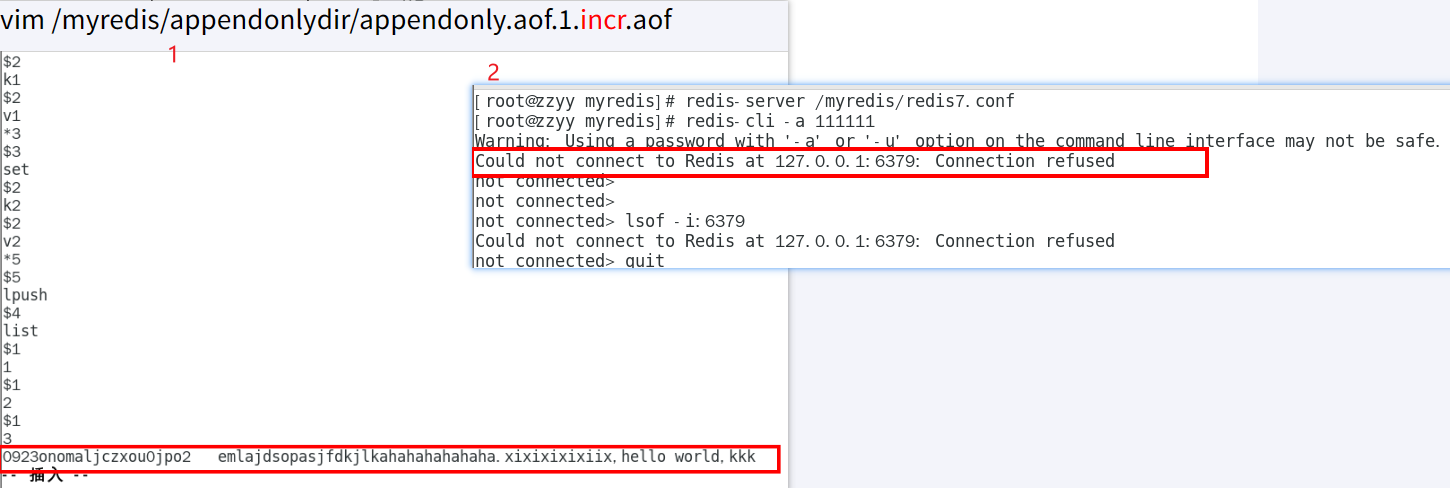 vim /myredis/appendonlydir/appendonly.aof.1.incr.aof
1
$2
k1
$2
v1
*3
$3
set
$2
k2
$2
v2
*5
$5
lpush
$4
list
$1
1
$1
2
$1
3
0923onomaljczxou0jpo2 emlajdsopasjfdkjlkahahahahahaha. xixixixixiix, hello world, kkk
-- 插入 --
2
[root@zzyy myredis]# redis-server /myredis/redis7.conf
[root@zzyy myredis]# redis-cli -a 111111
Warning: Using a password with '-a' or '-u' option on the command line interface may not be safe.
Could not connect to Redis at 127.0.0.1:6379: Connection refused
not connected>
not connected>
not connected> lsof -i:6379
Could not connect to Redis at 127.0.0.1:6379: Connection refused
not connected> quit